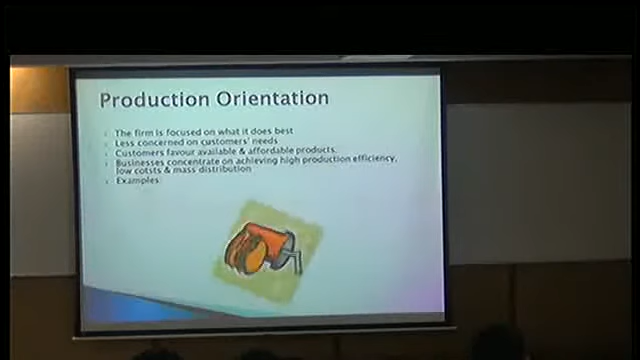 Production Orientation
The firm is focused on what it does best
Less concerned on customers' needs
Customers favour available & affordable products.
Businesses concentrate on achieving high production efficiency,
low cotsts & mass distribution
Examples: